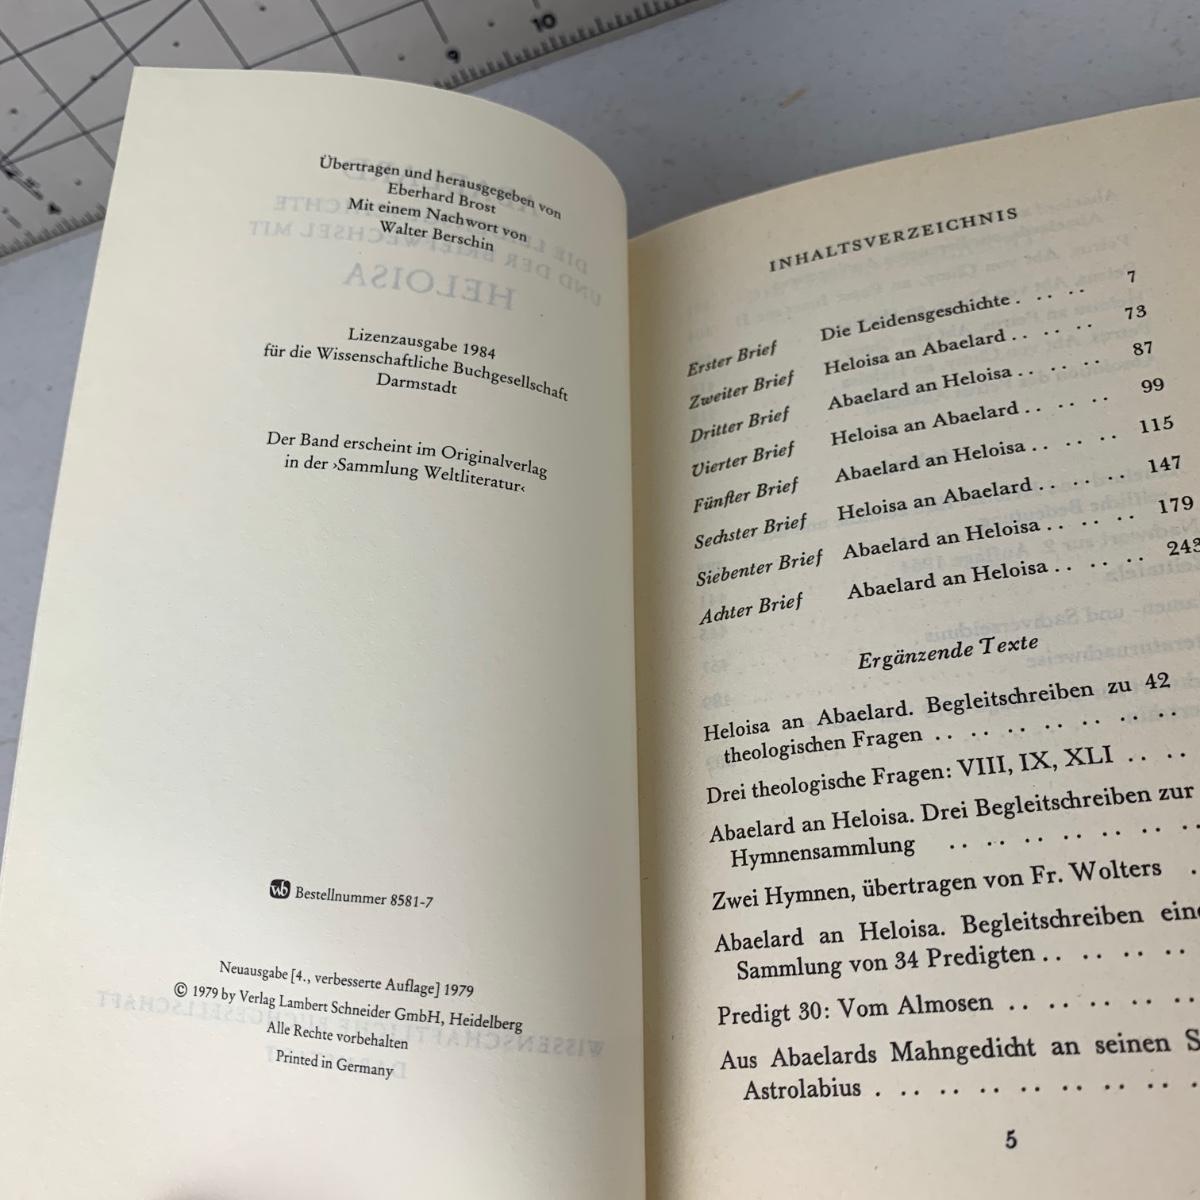 Übertragen und herausgegeben von
Eberhard Brost
Mit einem Nachwort von
Walter Berschin
HELOISA
Lizenzausgabe 1984
für die Wissenschaftliche Buchgesellschaft
Darmstadt
Der Band erscheint im Originalverlag
in der ›Sammlung Weltliteratur‹
wb Bestellnummer 8581-7
Neuausgabe [4., verbesserte Auflage] 1979
© 1979 by Verlag Lambert Schneider GmbH, Heidelberg
Alle Rechte vorbehalten
Printed in Germany
INHALTSVERZEICHNIS
Erster Brief Die Leidensgeschichte . . . . . 7
Zweiter Brief Heloisa an Abaelard . . . . . . 73
Dritter Brief Abaelard an Heloisa . . . . . . 87
Vierter Brief Heloisa an Abaelard . . . . . . 99
Fünfter Brief Abaelard an Heloisa . . . . . . 115
Sechster Brief Heloisa an Abaelard . . . . . . 147
Siebenter Brief Abaelard an Heloisa . . . . . . 179
Achter Brief Abaelard an Heloisa . . . . . . 243
Ergänzende Texte
Heloisa an Abaelard. Begleitschreiben zu 42
theologischen Fragen . . . . . . . . . . . . .
Drei theologische Fragen: VIII, IX, XLI . . . .
Abaelard an Heloisa. Drei Begleitschreiben zur
Hymnensammlung . . . . . . . . . . . . .
Zwei Hymnen, übertragen von Fr. Wolters .
Abaelard an Heloisa. Begleitschreiben
Sammlung von 34 Predigten . . . . . . . .
Predigt 30: Vom Almosen . . . . . . . . . .
Aus Abaelards Mahngedicht an seinen S
Astrolabius . . . . . . . . . . . . . . . .
5
9
10
4